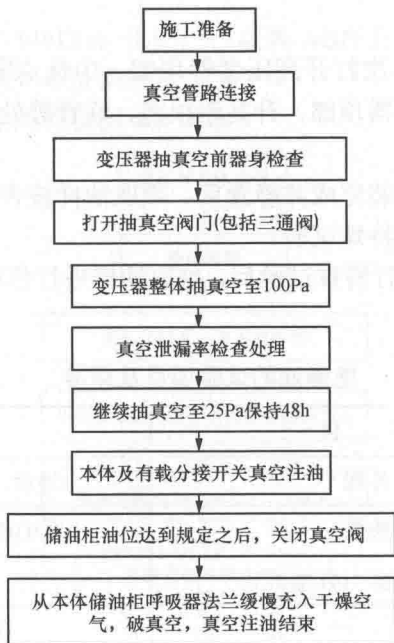 施工准备
真空管路连接
变压器抽真空前器身检查
打开抽真空阀门(包括三通阀)
变压器整体抽真空至100Pa
真空泄漏率检查处理
继续抽真空至25Pa保持48h
本体及有载分接开关真空注油
储油柜油位达到规定之后，关闭真空阀
从本体储油柜呼吸器法兰缓慢充入干燥空
气，破真空，真空注油结束